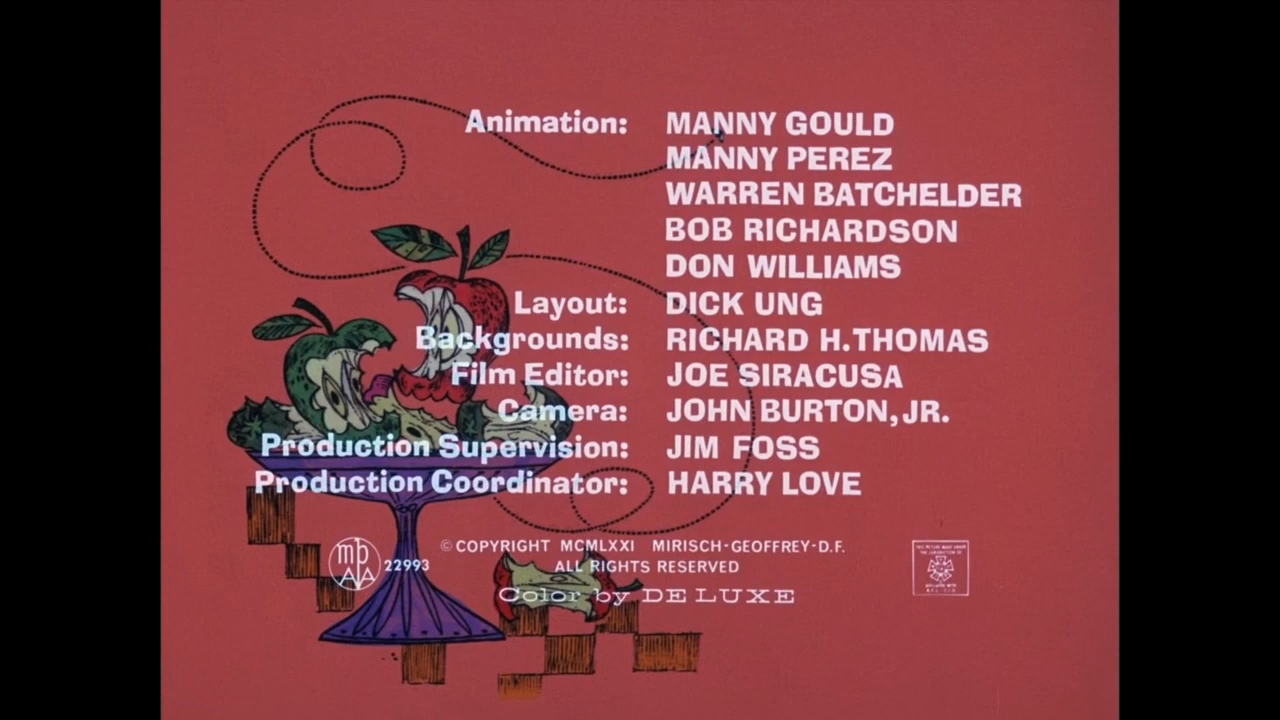 Animation: MANNY GOULD
MANNY PEREZ
WARREN BATCHELDER
BOB RICHARDSON
DON WILLIAMS
Layout: DICK UNG
Backgrounds: RICHARD H. THOMAS
Film Editor: JOE SIRACUSA
Camera: JOHN BURTON, JR.
Production Supervision: JIM FOSS
Production Coordinator: HARRY LOVE
© COPYRIGHT MCMLXXI MIRISCH-GEOFFREY-D.F.
ALL RIGHTS RESERVED
mpAA 22993
Color by DE LUXE